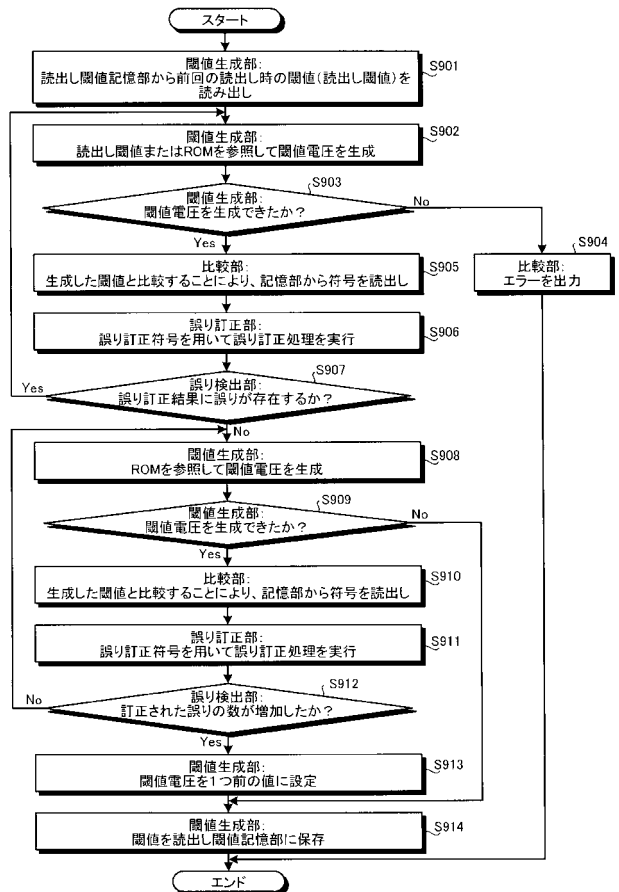 スタート
閾値生成部:
読出し閾値記憶部から前回の読出し時の閾値(読出し閾値)を
読み出し
S901
閾値生成部:
読出し閾値またはROMを参照して閾値電圧を生成
S902
閾値生成部:
閾値電圧を生成できたか?
S903
No
Yes
比較部:
エラーを出力
S904
比較部:
生成した閾値と比較することにより、記憶部から符号を読出し
S905
誤り訂正部:
誤り訂正符号を用いて誤り訂正処理を実行
S906
誤り検出部:
誤り訂正結果に誤りが存在するか?
S907
Yes
No
閾値生成部:
ROMを参照して閾値電圧を生成
S908
閾値生成部:
閾値電圧を生成できたか?
S909
No
Yes
比較部:
生成した閾値と比較することにより、記憶部から符号を読出し
S910
誤り訂正部:
誤り訂正符号を用いて誤り訂正処理を実行
S911
誤り検出部:
訂正された誤りの数が増加したか?
S912
No
Yes
閾値生成部:
閾値電圧を1つ前の値に設定
S913
閾値生成部:
閾値を読出し閾値記憶部に保存
S914
エンド